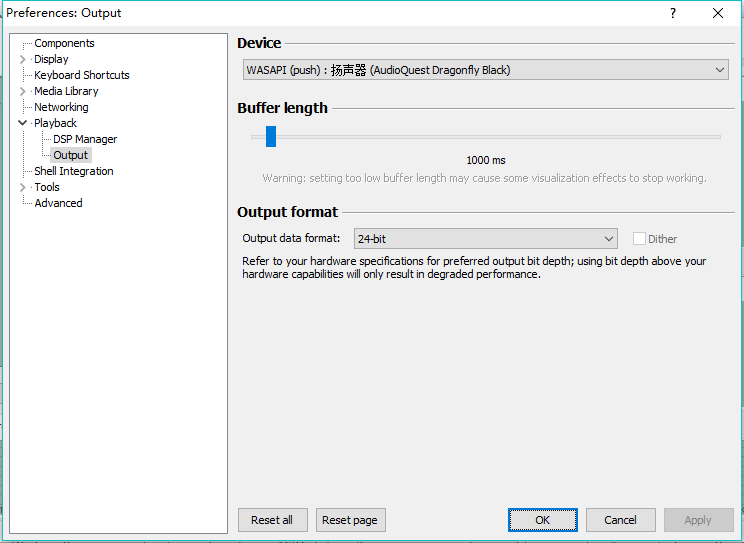 Preferences: Output
?
Components
Display
Keyboard Shortcuts
Media Library
Networking
Playback
DSP Manager
Output
Shell Integration
Tools
Advanced
Device
WASAPI (push) : 扬声器 (AudioQuest Dragonfly Black)
Buffer length
1000 ms
Warning: setting too low buffer length may cause some visualization effects to stop working.
Output format
Output data format:
24-bit
Dither
Refer to your hardware specifications for preferred output bit depth; using bit depth above your
hardware capabilities will only result in degraded performance.
Reset all
Reset page
OK
Cancel
Apply